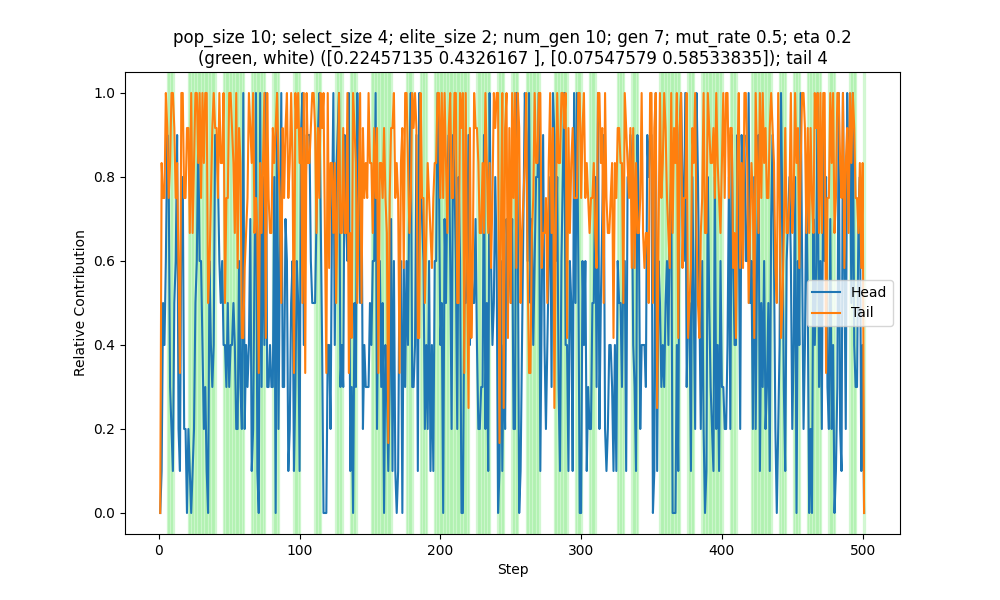 pop_size 10; select_size 4; elite_size 2; num_gen 10; gen 7; mut_rate 0.5; eta 0.2
(green, white) ([0.22457135 0.4326167 ], [0.07547579 0.58533835]); tail 4
1.0
0.8
0.6
0.4
0.2
0.0
Relative Contribution
Head
Tail
0
100
200
300
400
500
Step